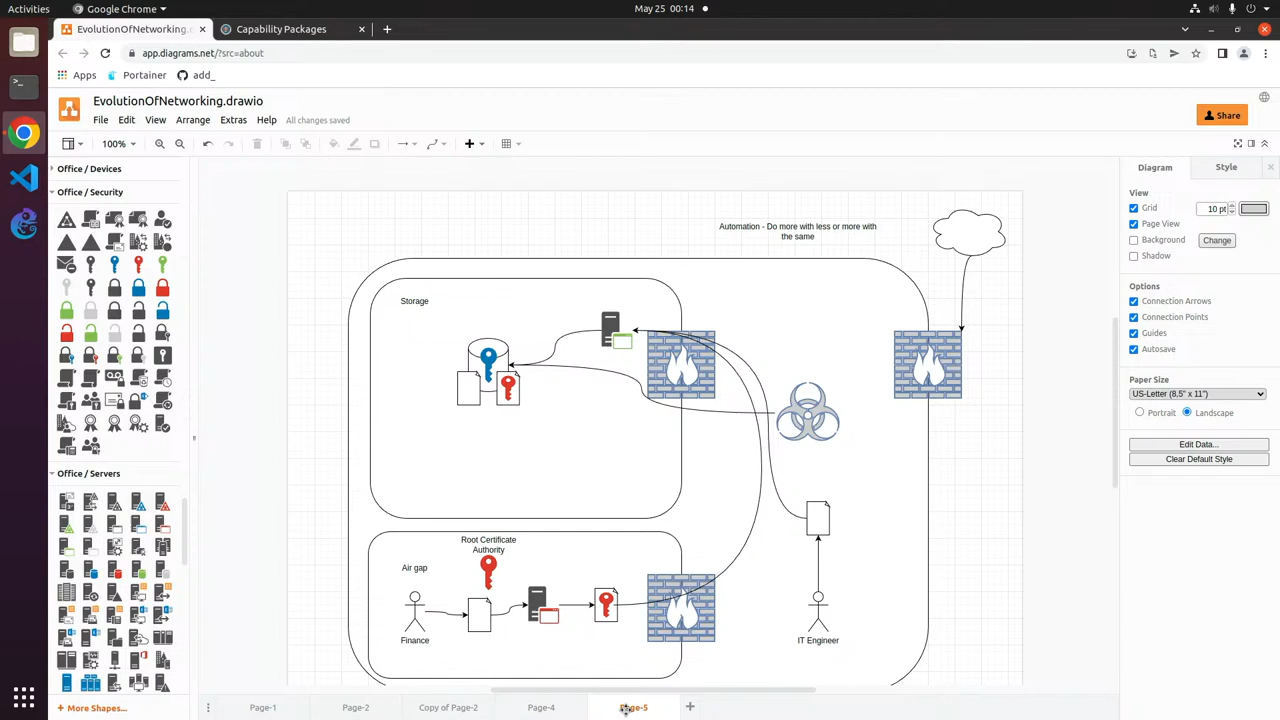 Activities
Google Chrome
May 25 00:14
EvolutionOfNetworking.
Capability Packages
app.diagrams.net/?src=about
Apps
Portainer
add_
EvolutionOfNetworking.drawio
File Edit View Arrange Extras Help All changes saved
Share
100%
Office / Devices
Office / Security
Office / Servers
More Shapes...
Automation - Do more with less or more with
the same
Storage
Root Certificate
Authority
Air gap
Finance
IT Engineer
Page-1
Page-2
Copy of Page-2
Page-4
Page-5
Diagram
Style
View
Grid
10 pt
Page View
Background
Change
Shadow
Options
Connection Arrows
Connection Points
Guides
Autosave
Paper Size
US-Letter (8,5" x 11")
Portrait
Landscape
Edit Data...
Clear Default Style